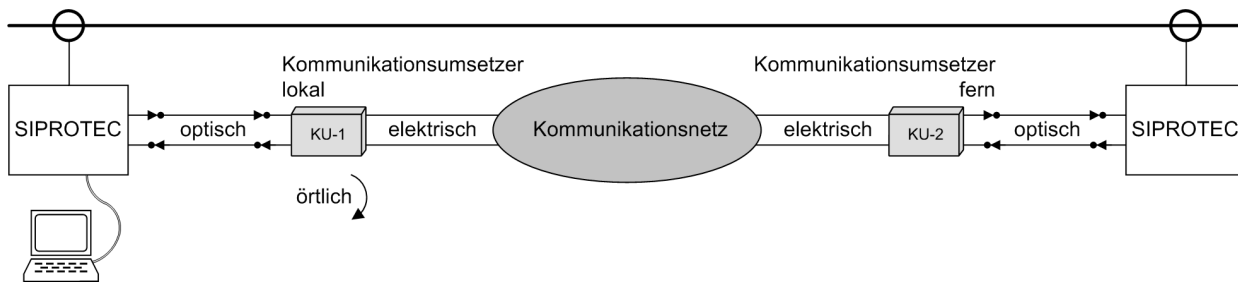 Kommunikationsumsetzer
lokal
Kommunikationsumsetzer
fern
SIPROTEC
optisch
KU-1
elektrisch
Kommunikationsnetz
elektrisch
KU-2
optisch
SIPROTEC
örtlich